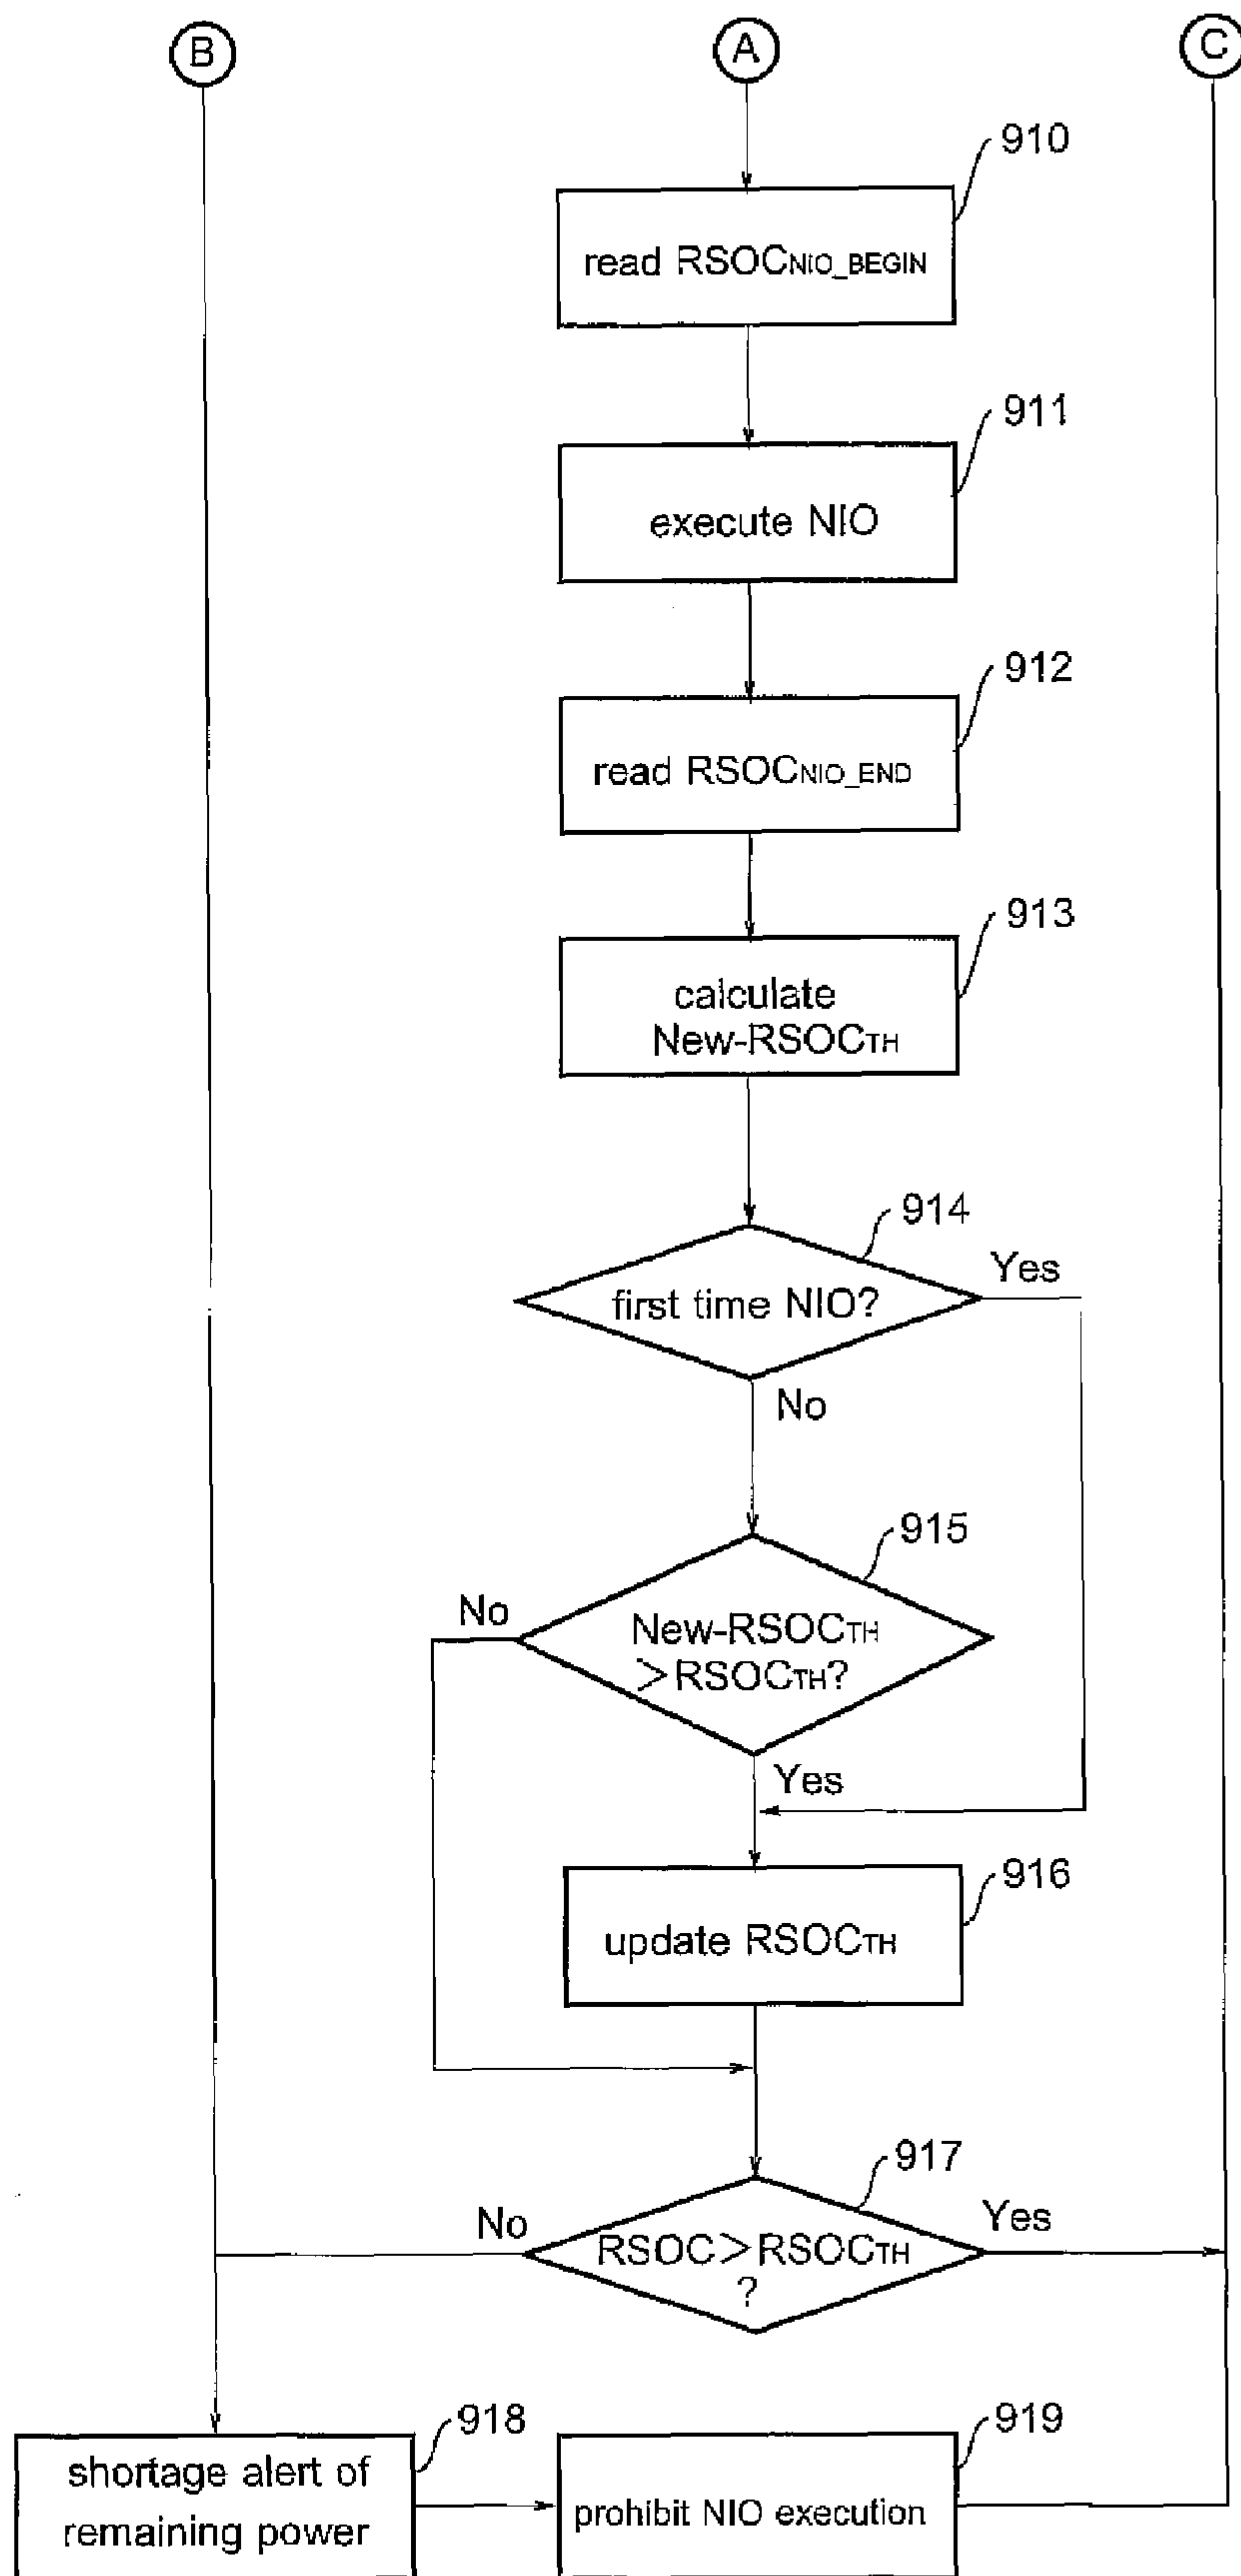 B
A
C
910
read RSOCNIO_BEGIN
911
execute NIO
912
read RSOCNIO_END
913
calculate
New-RSOCTH
914
first time NIO?
Yes
No
915
No
New-RSOCTH
>RSOCTH?
Yes
916
update RSOCTH
917
No
Yes
RSOC>RSOCTH
?
918
shortage alert of
remaining power
919
prohibit NIO execution